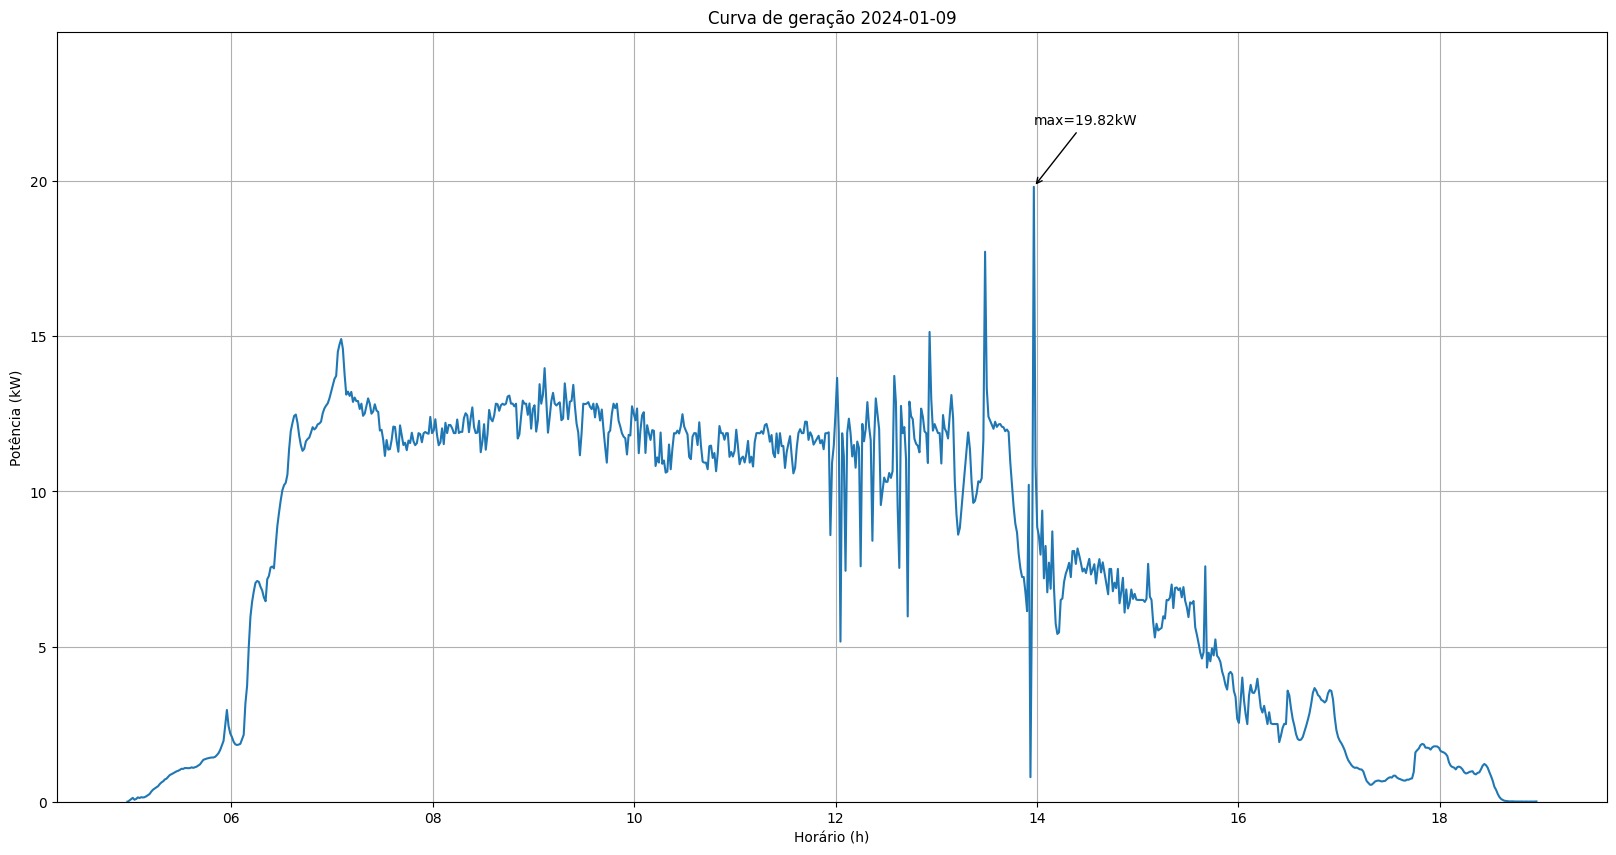 Curva de geração 2024-01-09
max=19.82kW
Potência (kW)
20
15
10
5
0
06 08 10 12 14 16 18
Horário (h)